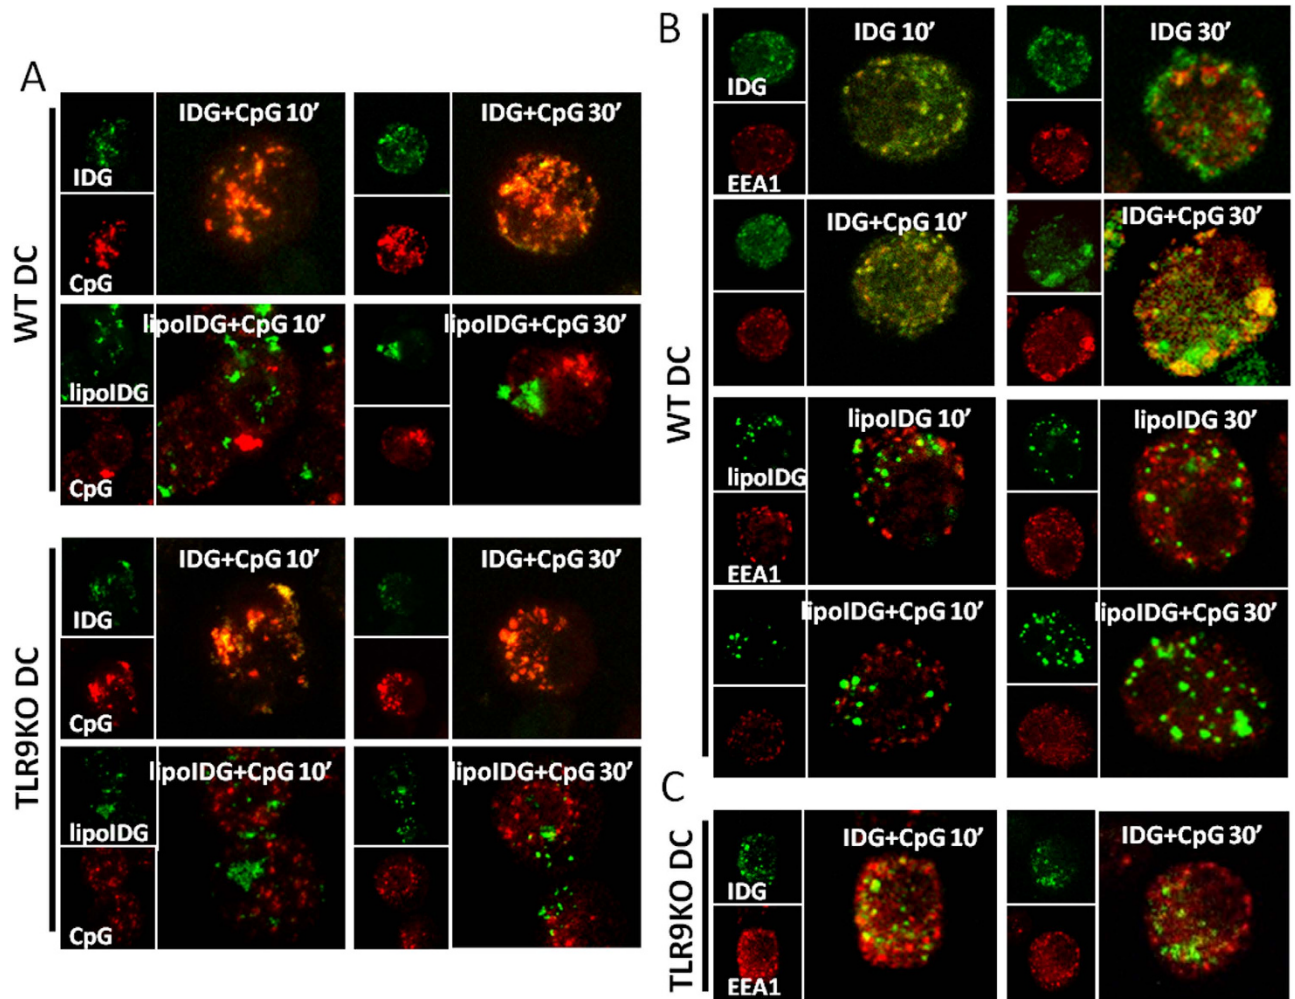 A
WT DC
IDG+CpG 10’
IDG
CpG
IDG+CpG 30’
lipoIDG+CpG 10’
lipoIDG
CpG
lipoIDG+CpG 30’
TLR9KO DC
IDG+CpG 10’
IDG
CpG
IDG+CpG 30’
lipoIDG+CpG 10’
lipoIDG
CpG
lipoIDG+CpG 30’
B
WT DC
IDG 10’
IDG
EEA1
IDG 30’
IDG+CpG 10’
IDG+CpG 30’
lipoIDG 10’
lipoIDG
EEA1
lipoIDG 30’
lipoIDG+CpG 10’
lipoIDG+CpG 30’
C
TLR9KO DC
IDG+CpG 10’
IDG
EEA1
IDG+CpG 30’